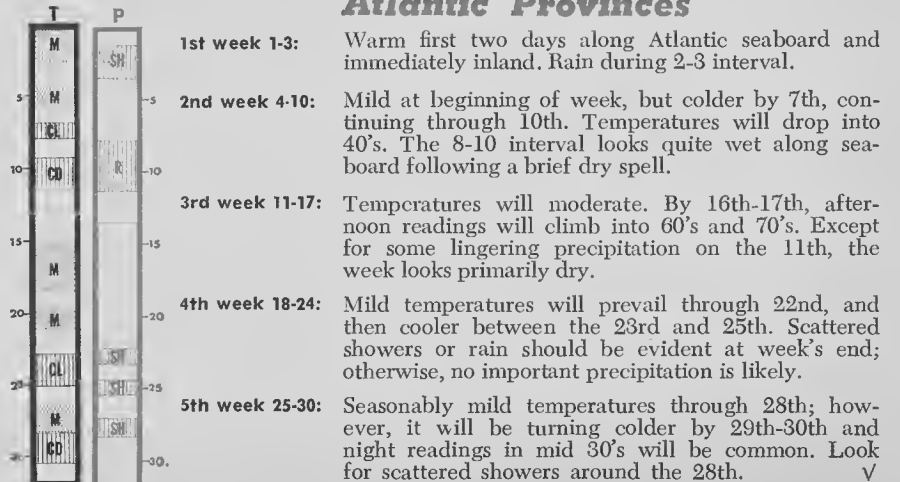 Atlantic Provinces
T P
M
SH
5 M 5
CL
10 CD R 10
15 15
M
20 M 20
SH
CL
SH 25
M SH
CD
30.
1st week 1-3: Warm first two days along Atlantic seaboard and
immediately inland. Rain during 2-3 interval.
2nd week 4-10: Mild at beginning of week, but colder by 7th, con-
tinuing through 10th. Temperatures will drop into
40's. The 8-10 interval looks quite wet along sea-
board following a brief dry spell.
3rd week 11-17: Temperatures will moderate. By 16th-17th, after-
noon readings will climb into 60's and 70's. Except
for some lingering precipitation on the 11th, the
week looks primarily dry.
4th week 18-24: Mild temperatures will prevail through 22nd, and
then cooler between the 23rd and 25th. Scattered
showers or rain should be evident at week's end;
otherwise, no important precipitation is likely.
5th week 25-30: Seasonably mild temperatures through 28th; how-
ever, it will be turning colder by 29th-30th and
night readings in mid 30's will be common. Look
for scattered showers around the 28th. V